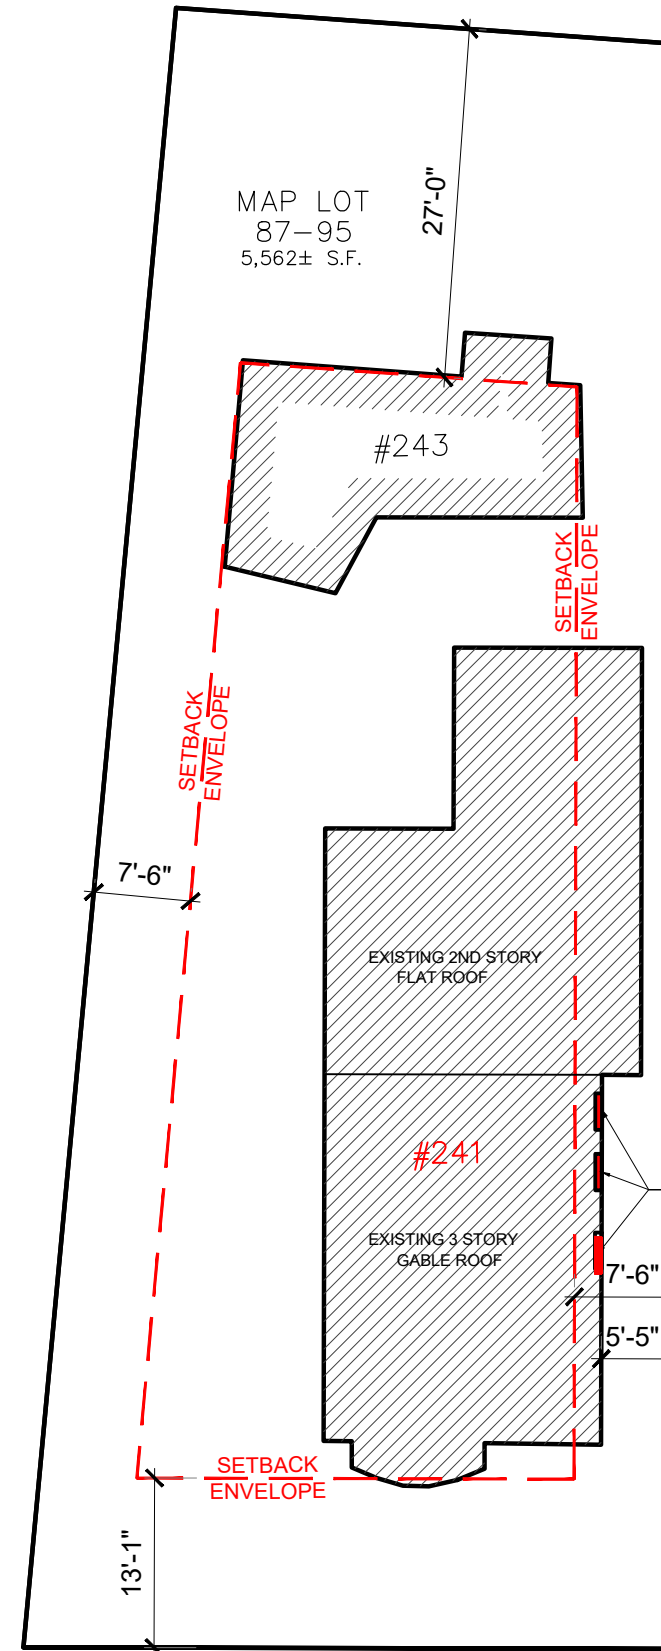 MAP LOT
87-95
5,562± S.F.
27'-0"
#243
SETBACK
ENVELOPE
SETBACK
ENVELOPE
7'-6"
EXISTING 2ND STORY
FLAT ROOF
#241
EXISTING 3 STORY
GABLE ROOF
7'-6"
5'-5"
SETBACK
ENVELOPE
13'-1"